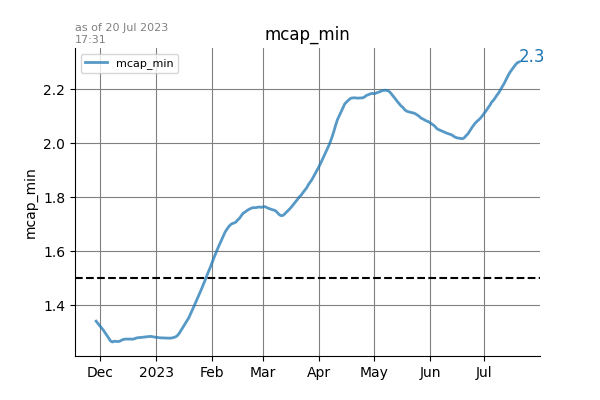 as of 20 Jul 2023
17:31
mcap_min
mcap_min
2.3
mcap_min
2.2
2.0
1.8
1.6
1.4
Dec 2023 Feb Mar Apr May Jun Jul